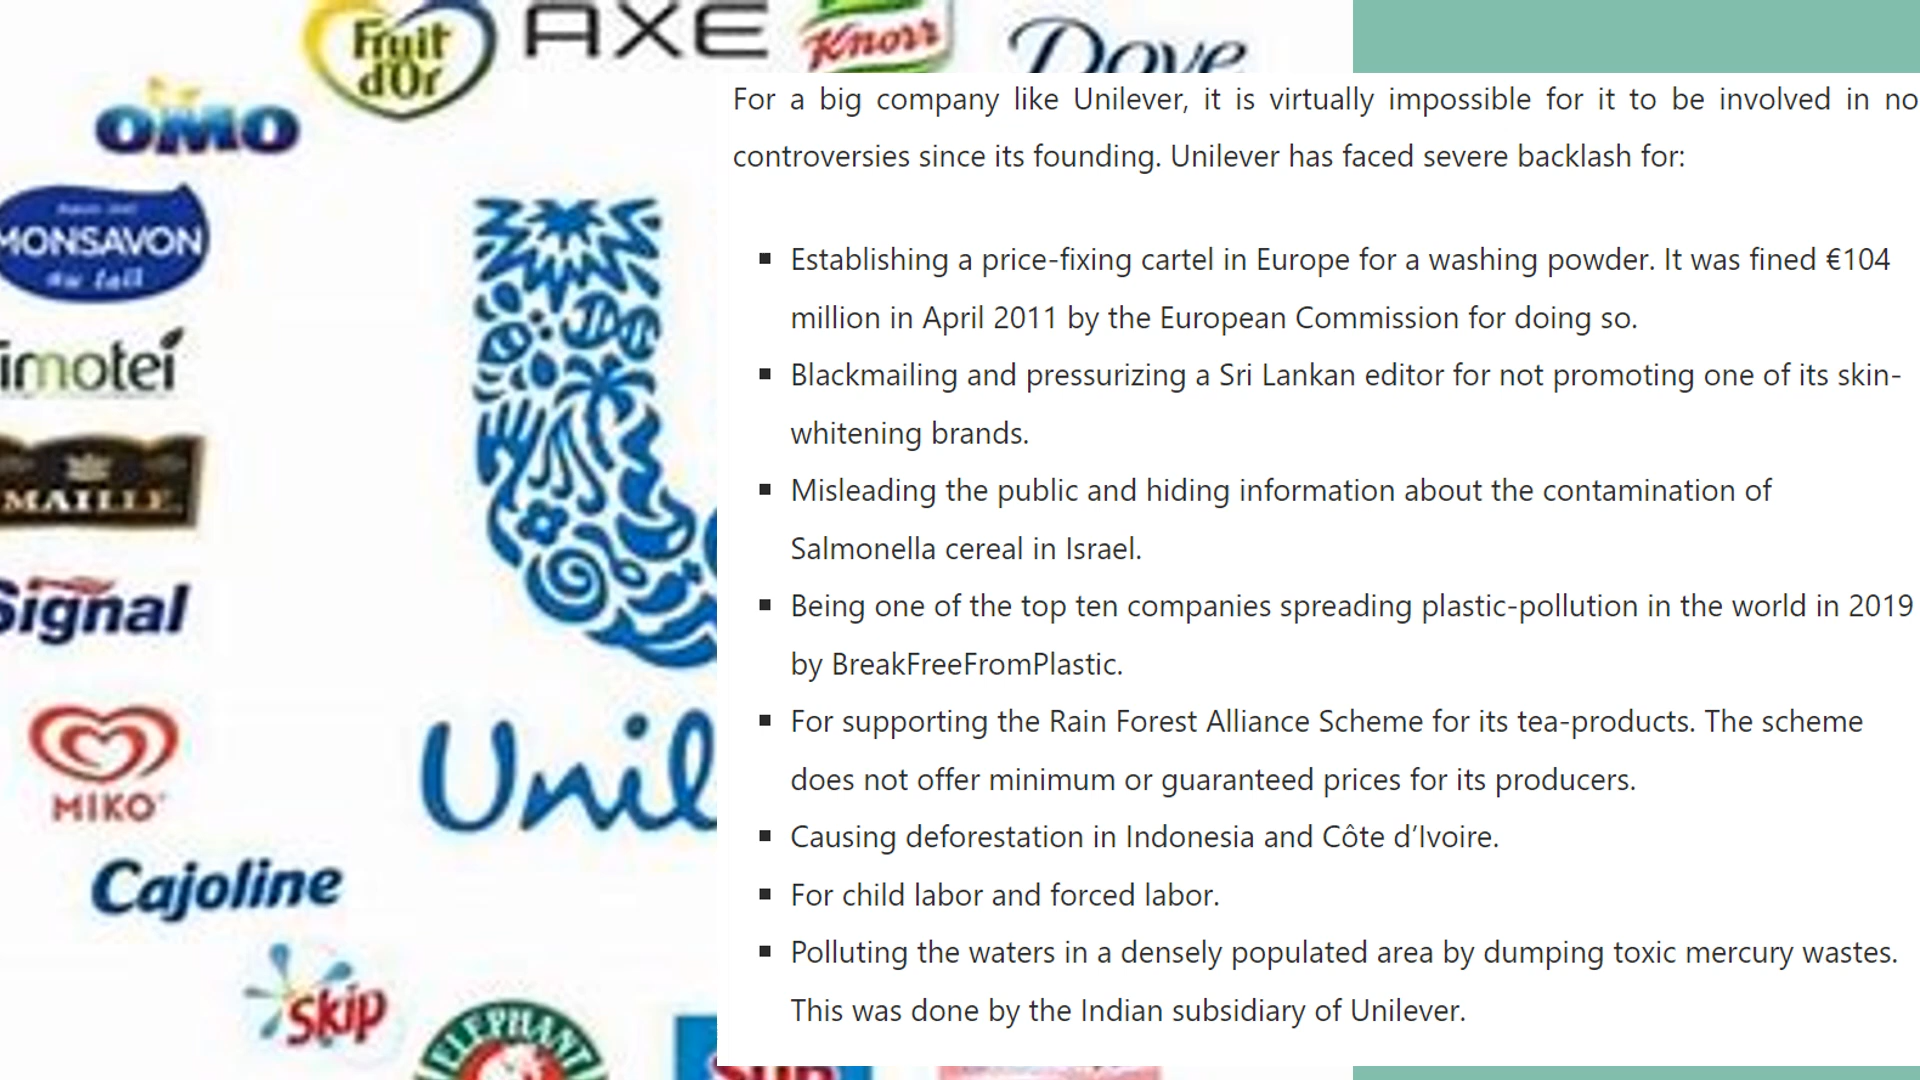 Fruit
d'Or
AXE
Knorr
Dove
OMO
MONSAVON
au lait
imotei
MAILLE
Signal
MIKO
Cajoline
Skip
ELEPHANT
Unil
For a big company like Unilever, it is virtually impossible for it to be involved in no
controversies since its founding. Unilever has faced severe backlash for:
▪ Establishing a price-fixing cartel in Europe for a washing powder. It was fined €104
million in April 2011 by the European Commission for doing so.
▪ Blackmailing and pressurizing a Sri Lankan editor for not promoting one of its skin-
whitening brands.
▪ Misleading the public and hiding information about the contamination of
Salmonella cereal in Israel.
▪ Being one of the top ten companies spreading plastic-pollution in the world in 2019
by BreakFreeFromPlastic.
▪ For supporting the Rain Forest Alliance Scheme for its tea-products. The scheme
does not offer minimum or guaranteed prices for its producers.
▪ Causing deforestation in Indonesia and Côte d’Ivoire.
▪ For child labor and forced labor.
▪ Polluting the waters in a densely populated area by dumping toxic mercury wastes.
This was done by the Indian subsidiary of Unilever.